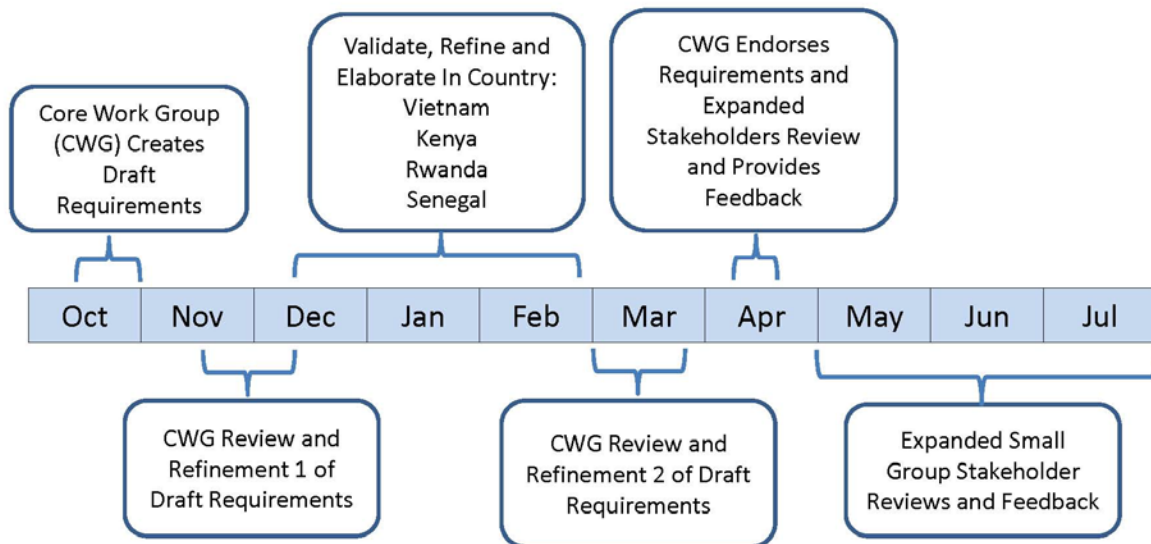 Core Work Group
(CWG) Creates
Draft
Requirements
Validate, Refine and
Elaborate In Country:
Vietnam
Kenya
Rwanda
Senegal
CWG Endorses
Requirements and
Expanded
Stakeholders Review
and Provides
Feedback
Oct Nov Dec Jan Feb Mar Apr May Jun Jul
CWG Review and
Refinement 1 of
Draft Requirements
CWG Review and
Refinement 2 of Draft
Requirements
Expanded Small
Group Stakeholder
Reviews and Feedback